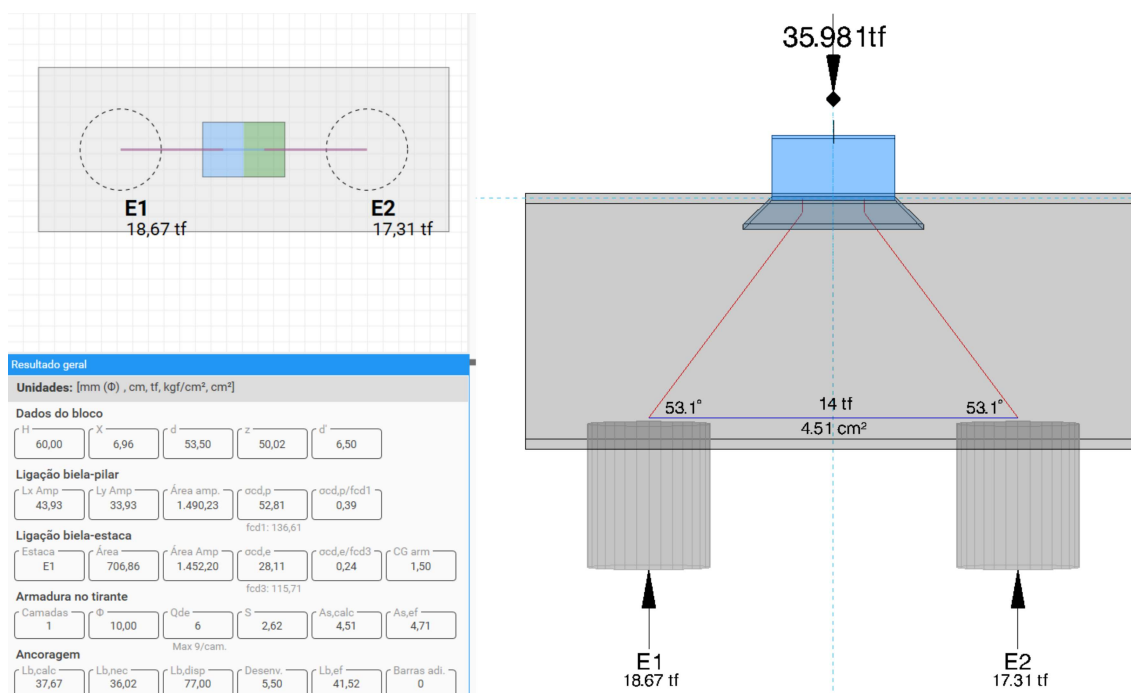 E1
18,67 tf
E2
17,31 tf
Resultado geral
Unidades: [mm (Φ) , cm, tf, kgf/cm², cm²]
Dados do bloco
H X d z d'
60,00 6,96 53,50 50,02 6,50
Ligação biela-pilar
Lx Amp Ly Amp Área amp. σcd,p σcd,p/fcd1
43,93 33,93 1.490,23 52,81 0,39
fcd1: 136,61
Ligação biela-estaca
Estaca Área Área Amp σcd,e σcd,e/fcd3 CG arm
E1 706,86 1.452,20 28,11 0,24 1,50
fcd3: 115,71
Armadura no tirante
Camadas Φ Qde S As,calc As,ef
1 10,00 6 2,62 4,51 4,71
Max 9/cam.
Ancoragem
Lb,calc Lb,nec Lb,disp Desenv. Lb,ef Barras adi.
37,67 36,02 77,00 5,50 41,52 0
35.981tf
53.1° 14 tf 53.1°
4.51 cm²
E1
18.67 tf
E2
17.31 tf